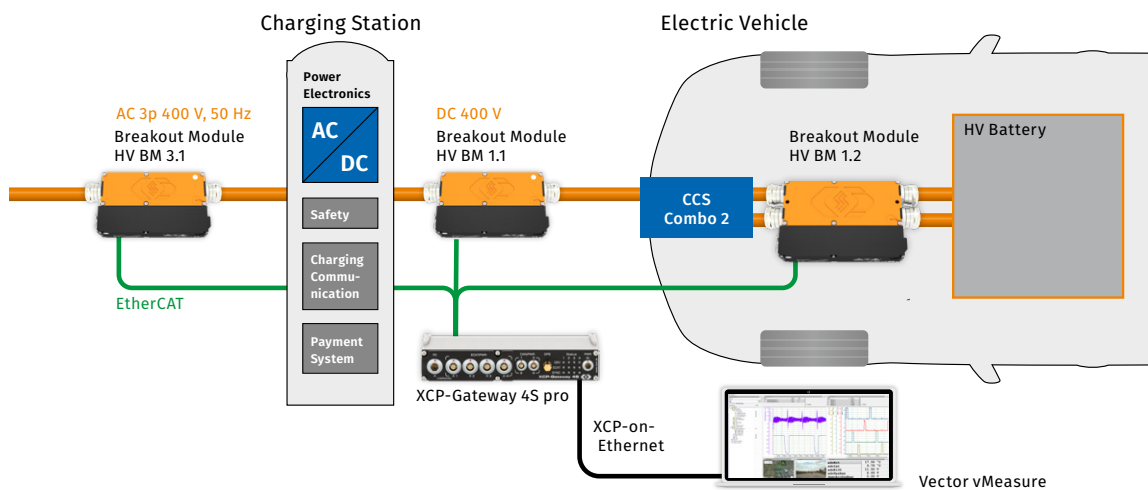 Charging Station
Electric Vehicle
Power
Electronics
AC 3p 400 V, 50 Hz
Breakout Module
HV BM 3.1
AC
DC
DC 400 V
Breakout Module
HV BM 1.1
Breakout Module
HV BM 1.2
HV Battery
CCS
Combo 2
Safety
Charging
Commu-
nication
EtherCAT
Payment
System
XCP-Gateway 4S pro
XCP-on-
Ethernet
Vector vMeasure